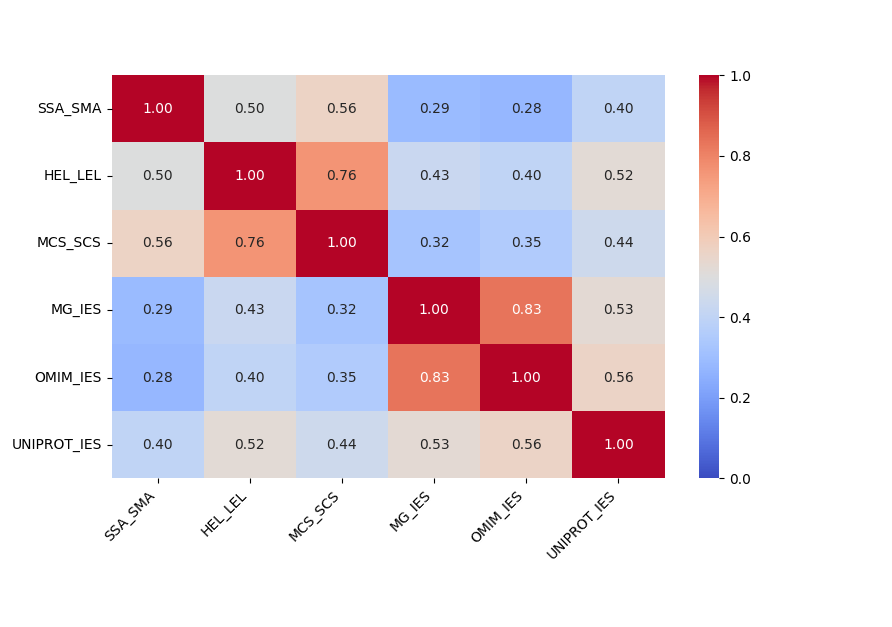 SSA_SMA 1.00 0.50 0.56 0.29 0.28 0.40
HEL_LEL 0.50 1.00 0.76 0.43 0.40 0.52
MCS_SCS 0.56 0.76 1.00 0.32 0.35 0.44
MG_IES 0.29 0.43 0.32 1.00 0.83 0.53
OMIM_IES 0.28 0.40 0.35 0.83 1.00 0.56
UNIPROT_IES 0.40 0.52 0.44 0.53 0.56 1.00
SSA_SMA HEL_LEL MCS_SCS MG_IES OMIM_IES UNIPROT_IES
1.0
0.8
0.6
0.4
0.2
0.0